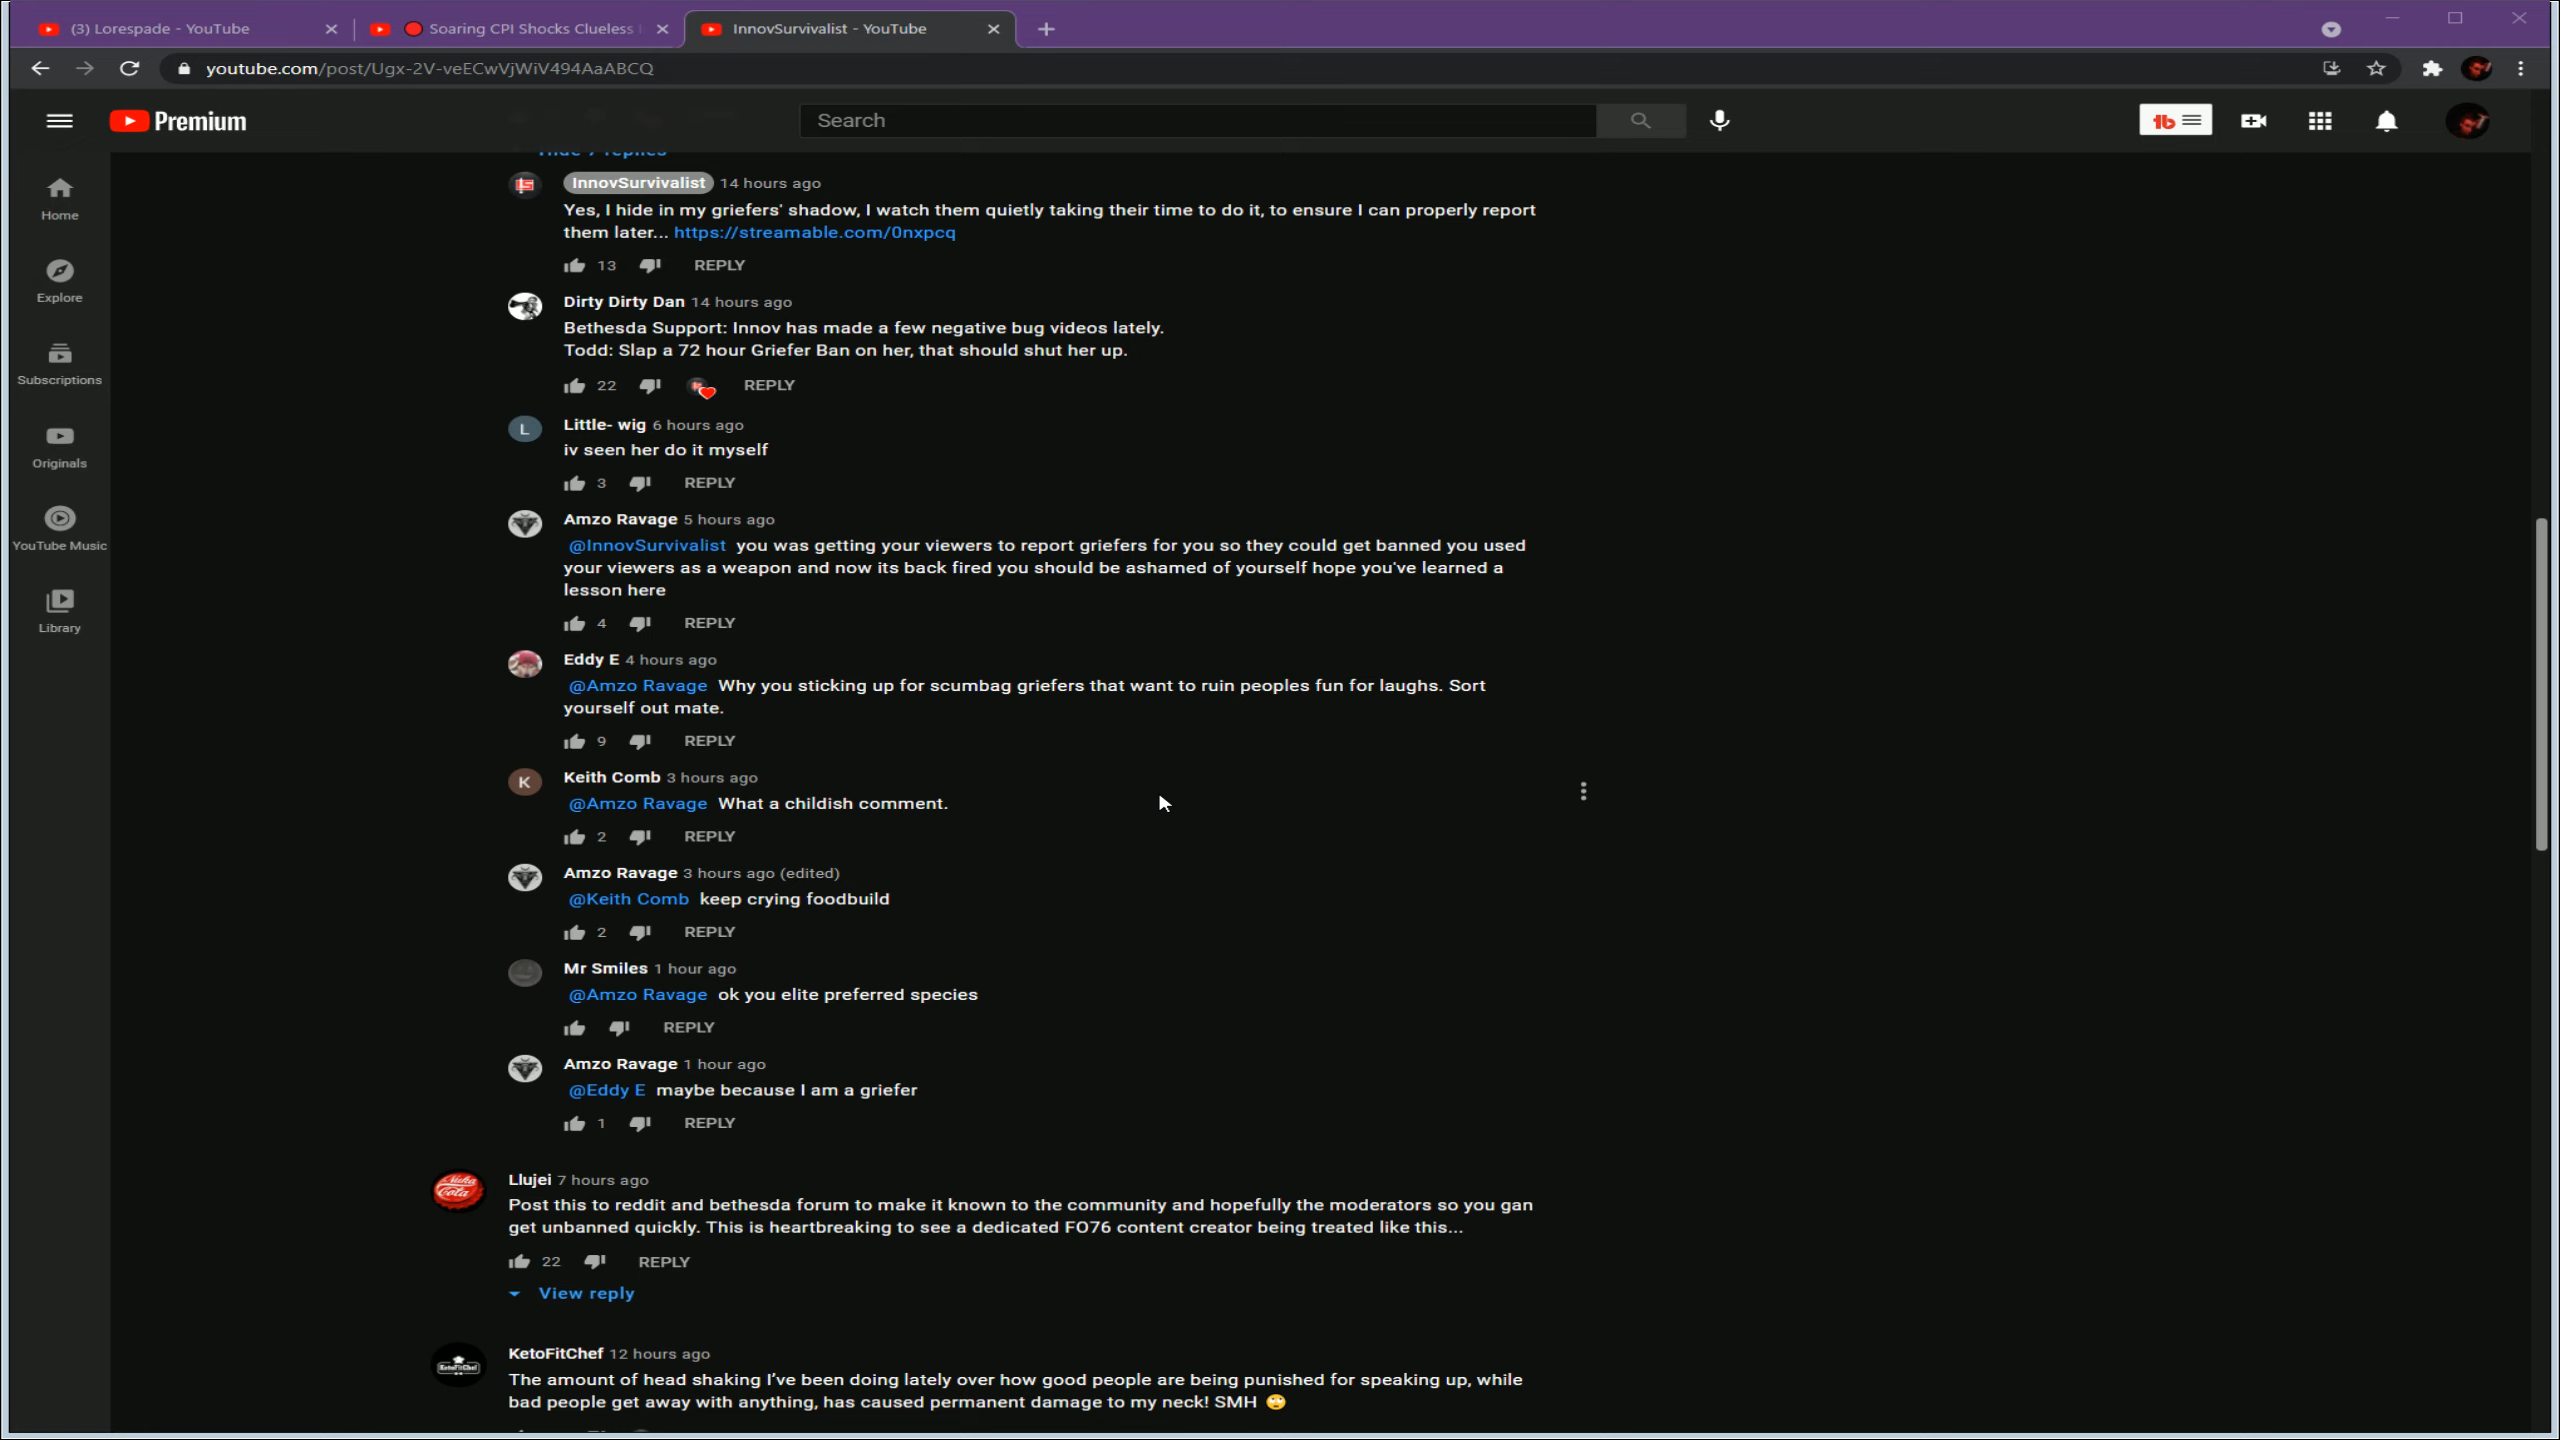 (3) Lorespade - YouTube
Soaring CPI Shocks Clueless
InnovSurvivalist - YouTube
youtube.com/post/Ugx-2V-veECwVjWiV494AaABCQ
Premium
Search
Home
Explore
Subscriptions
Originals
YouTube Music
Library
Hide 7 replies
InnovSurvivalist 14 hours ago
Yes, I hide in my griefers' shadow, I watch them quietly taking their time to do it, to ensure I can properly report
them later... https://streamable.com/0nxpcq
13 REPLY
Dirty Dirty Dan 14 hours ago
Bethesda Support: Innov has made a few negative bug videos lately.
Todd: Slap a 72 hour Griefer Ban on her, that should shut her up.
22 REPLY
L
Little- wig 6 hours ago
iv seen her do it myself
3 REPLY
Amzo Ravage 5 hours ago
@InnovSurvivalist you was getting your viewers to report griefers for you so they could get banned you used
your viewers as a weapon and now its back fired you should be ashamed of yourself hope you've learned a
lesson here
4 REPLY
Eddy E 4 hours ago
@Amzo Ravage Why you sticking up for scumbag griefers that want to ruin peoples fun for laughs. Sort
yourself out mate.
9 REPLY
K
Keith Comb 3 hours ago
@Amzo Ravage What a childish comment.
2 REPLY
Amzo Ravage 3 hours ago (edited)
@Keith Comb keep crying foodbuild
2 REPLY
Mr Smiles 1 hour ago
@Amzo Ravage ok you elite preferred species
REPLY
Amzo Ravage 1 hour ago
@Eddy E maybe because I am a griefer
1 REPLY
Nuka Cola
Llujei 7 hours ago
Post this to reddit and bethesda forum to make it known to the community and hopefully the moderators so you gan
get unbanned quickly. This is heartbreaking to see a dedicated FO76 content creator being treated like this...
22 REPLY
View reply
KetoFitChef
KetoFitChef 12 hours ago
The amount of head shaking I've been doing lately over how good people are being punished for speaking up, while
bad people get away with anything, has caused permanent damage to my neck! SMH 🙄